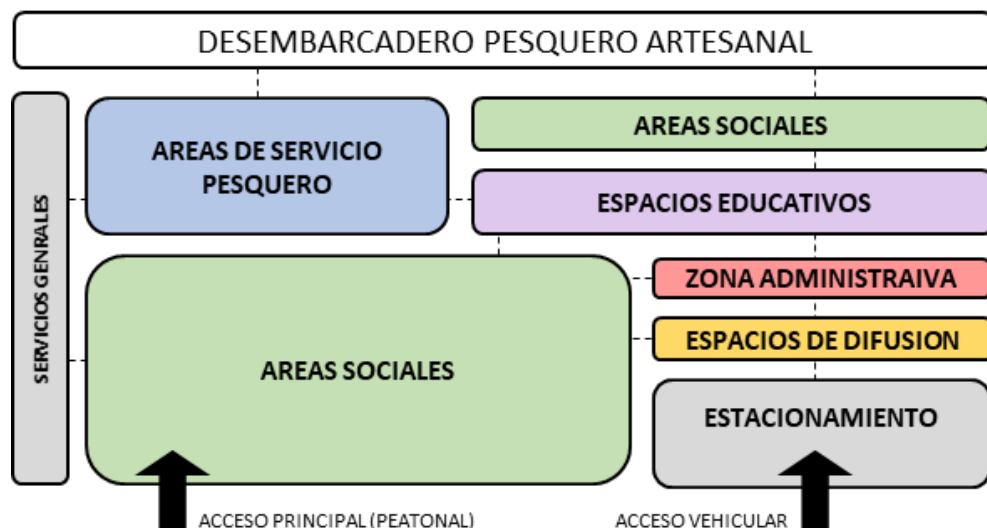 DESEMBARCADERO PESQUERO ARTESANAL
SERVICIOS GENRALES
AREAS DE SERVICIO
PESQUERO
AREAS SOCIALES
ESPACIOS EDUCATIVOS
ZONA ADMINISTRAIVA
ESPACIOS DE DIFUSION
AREAS SOCIALES
ESTACIONAMIENTO
ACCESO PRINCIPAL (PEATONAL)
ACCESO VEHICULAR